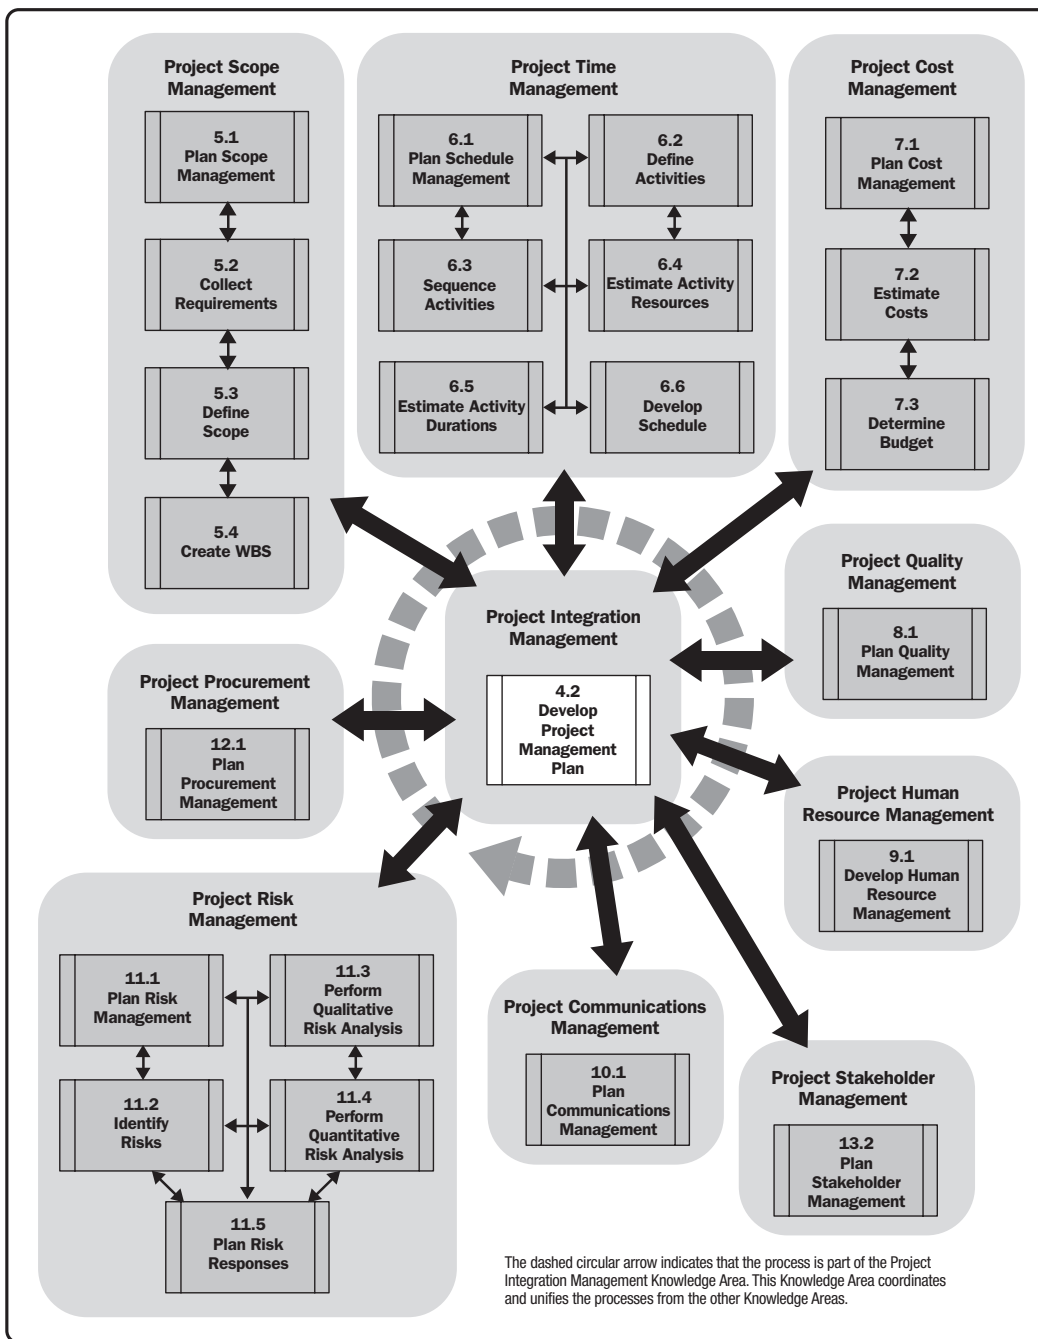 Project Scope
Management
5.1
Plan Scope
Management
5.2
Collect
Requirements
5.3
Define
Scope
5.4
Create WBS
Project Time
Management
6.1
Plan Schedule
Management
6.2
Define
Activities
6.3
Sequence
Activities
6.4
Estimate Activity
Resources
6.5
Estimate Activity
Durations
6.6
Develop
Schedule
Project Cost
Management
7.1
Plan Cost
Management
7.2
Estimate
Costs
7.3
Determine
Budget
Project Integration
Management
4.2
Develop
Project
Management
Plan
Project Quality
Management
8.1
Plan Quality
Management
Project Procurement
Management
12.1
Plan
Procurement
Management
Project Human
Resource Management
9.1
Develop Human
Resource
Management
Project Risk
Management
11.1
Plan Risk
Management
11.3
Perform
Qualitative
Risk Analysis
11.2
Identify
Risks
11.4
Perform
Quantitative
Risk Analysis
11.5
Plan Risk
Responses
Project Communications
Management
10.1
Plan
Communications
Management
Project Stakeholder
Management
13.2
Plan
Stakeholder
Management
The dashed circular arrow indicates that the process is part of the Project
Integration Management Knowledge Area. This Knowledge Area coordinates
and unifies the processes from the other Knowledge Areas.